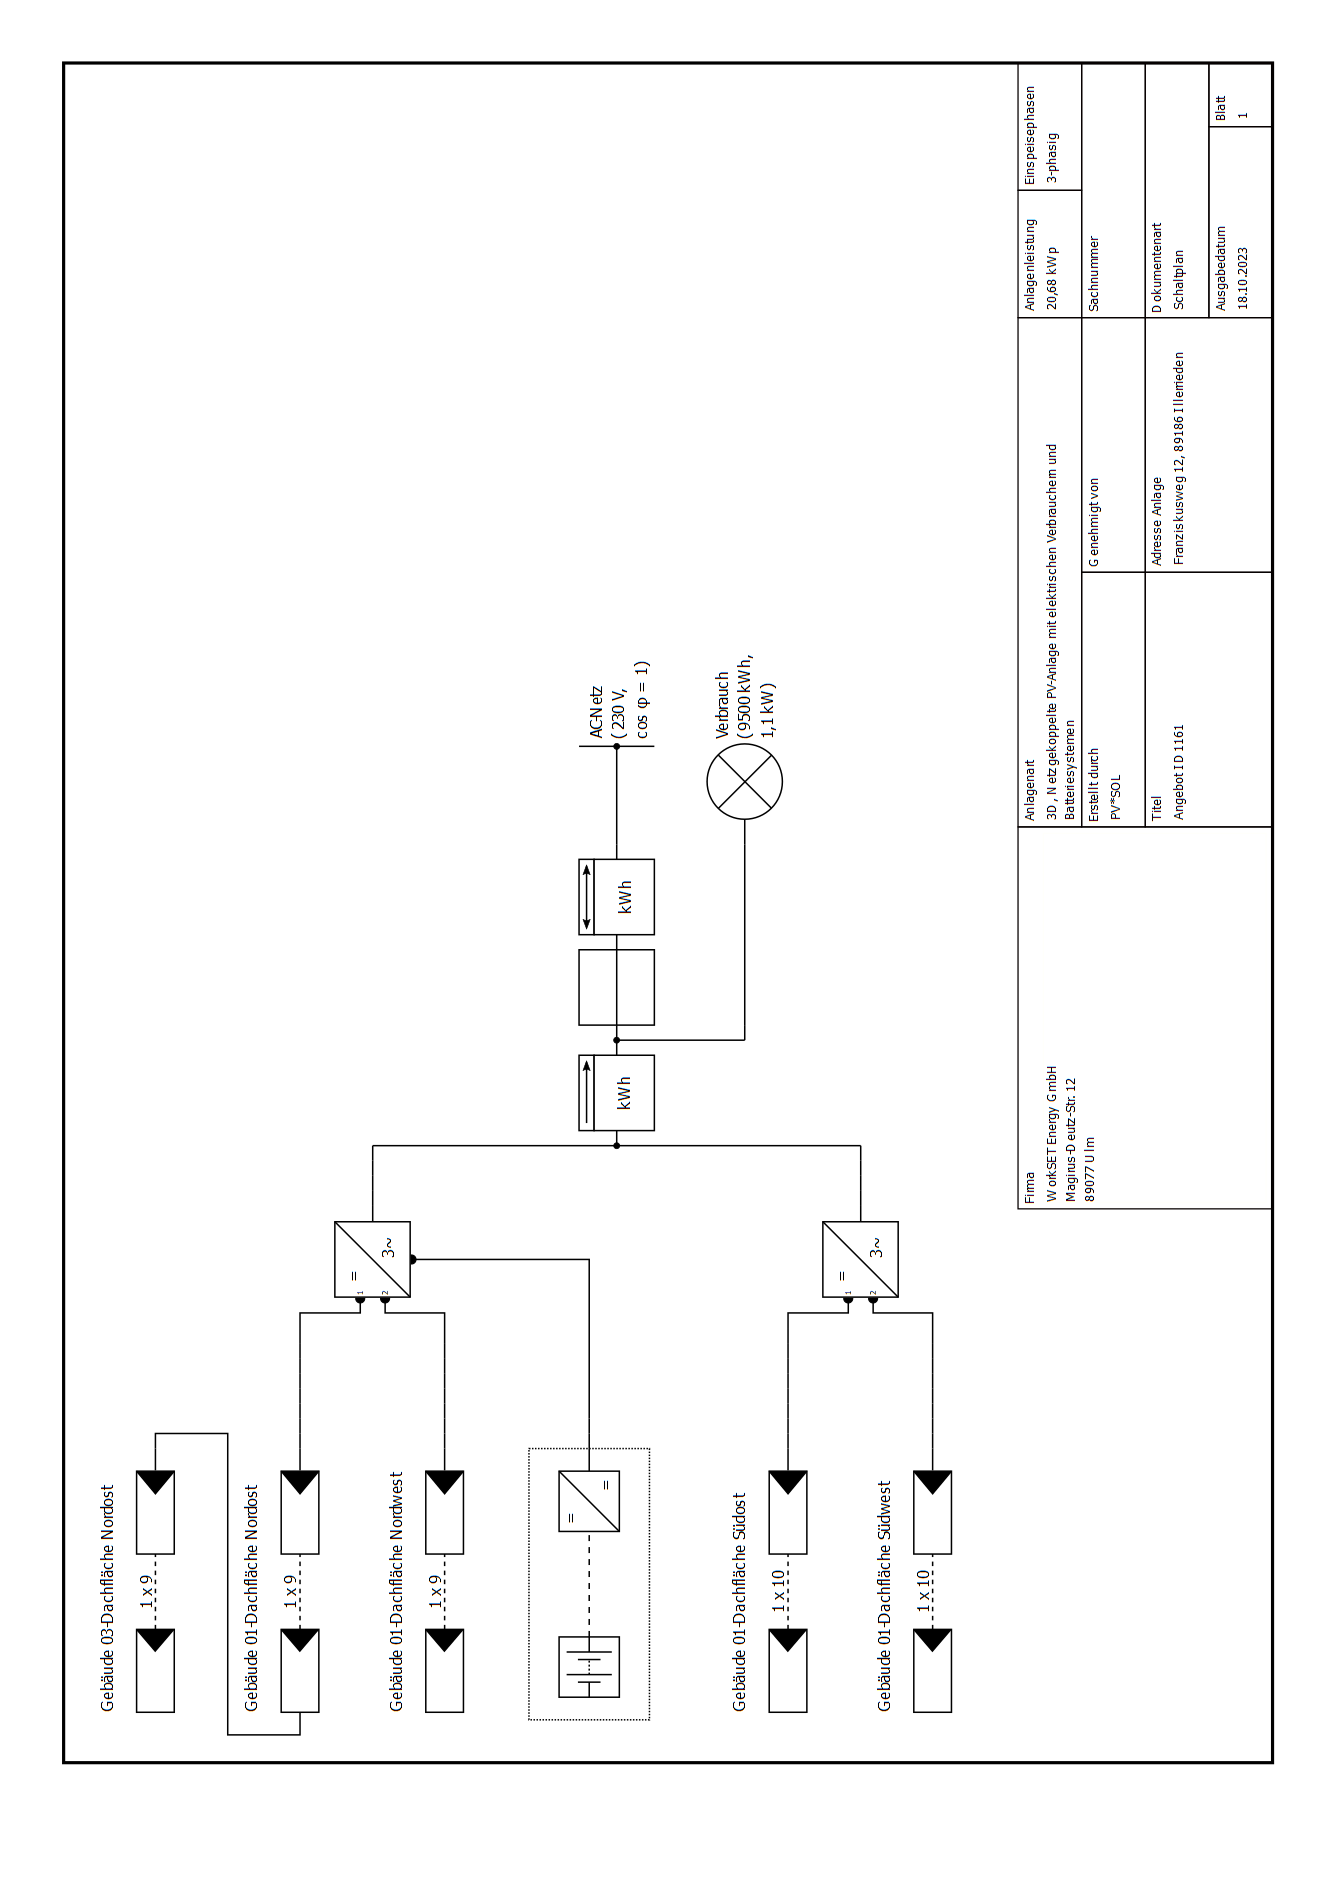 Gebäude 03-Dachfläche Nordost
1 x 9
Gebäude 01-Dachfläche Nordost
1 x 9
Gebäude 01-Dachfläche Nordwest
1 x 9
=
3~
1
2
=
=
Gebäude 01-Dachfläche Südost
1 x 10
Gebäude 01-Dachfläche Südwest
1 x 10
=
3~
1
2
kWh
kWh
AC-Netz
(230 V,
cos φ = 1)
Verbrauch
(9500 kWh,
1,1 kW)
Firma
WorkSET Energy GmbH
Magirus-Deutz-Str. 12
89077 Ulm
Anlagenart
3D, Netzgekoppelte PV-Anlage mit elektrischen Verbrauchern und
Batteriesystemen
Anlagenleistung
20,68 kWp
Einspeisephasen
3-phasig
Erstellt durch
PV*SOL
Genehmigt von
Sachnummer
Titel
Angebot ID 1161
Adresse Anlage
Franziskusweg 12, 89186 Illerrieden
Dokumentenart
Schaltplan
Ausgabedatum
18.10.2023
Blatt
1